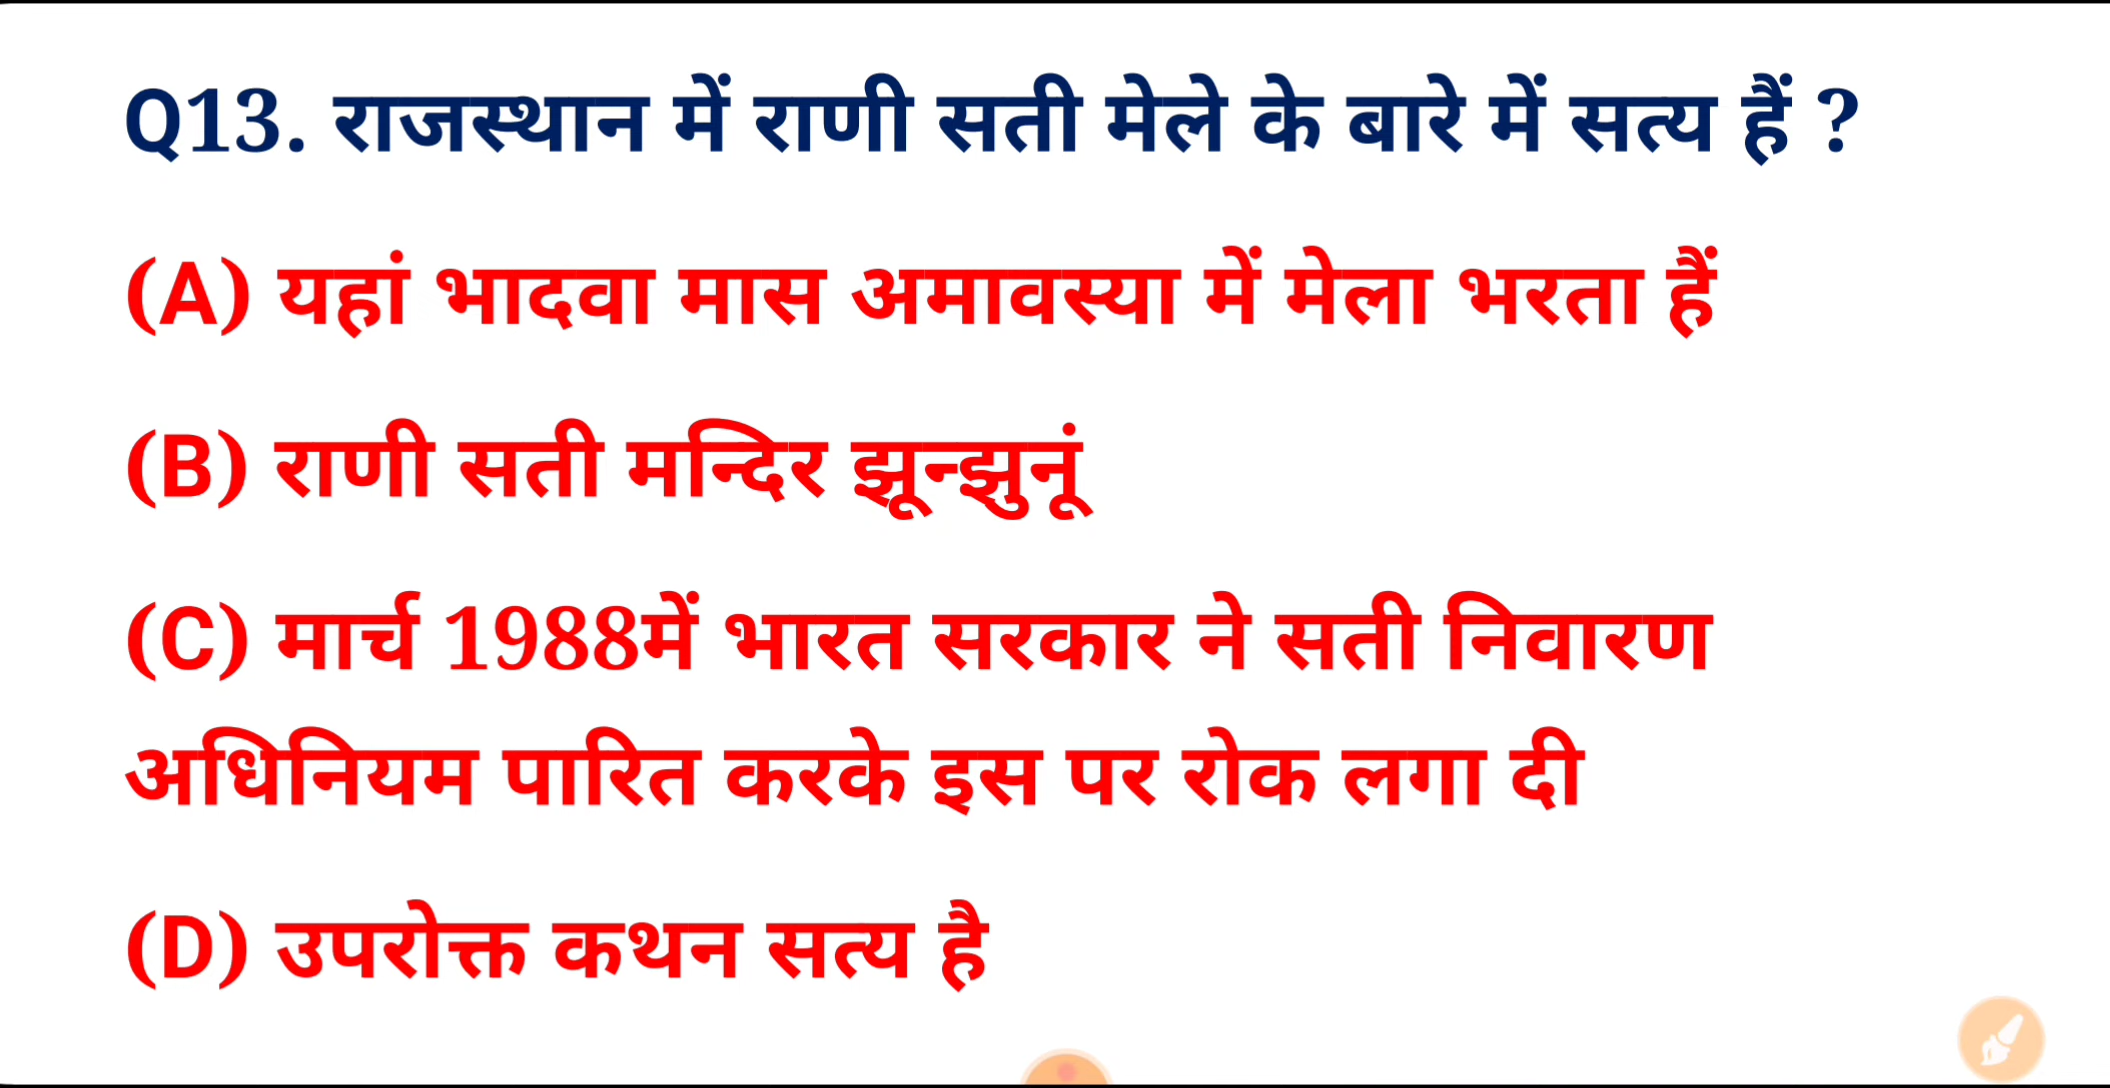 Q13. राजस्थान में राणी सती मेले के बारे में सत्य हैं ?
(A) यहां भादवा मास अमावस्या में मेला भरता हैं
(B) राणी सती मन्दिर झून्झुनूं
(C) मार्च 1988में भारत सरकार ने सती निवारण
अधिनियम पारित करके इस पर रोक लगा दी
(D) उपरोक्त कथन सत्य है